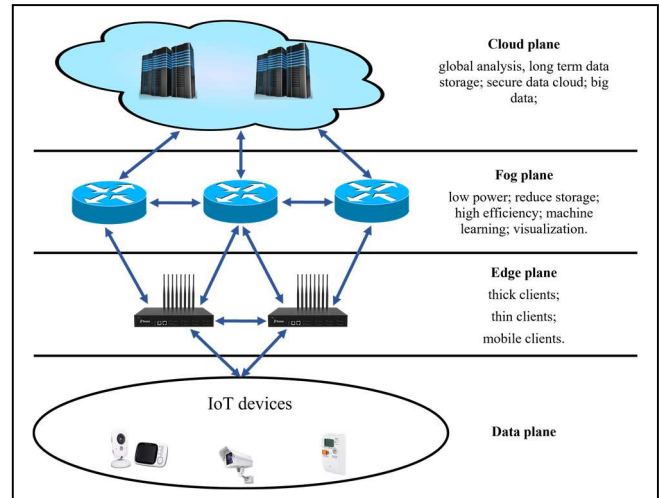 Cloud plane
global analysis, long term data
storage; secure data cloud; big
data;
Fog plane
low power; reduce storage;
high efficiency; machine
learning; visualization.
Edge plane
thick clients;
thin clients;
mobile clients.
IoT devices
Data plane